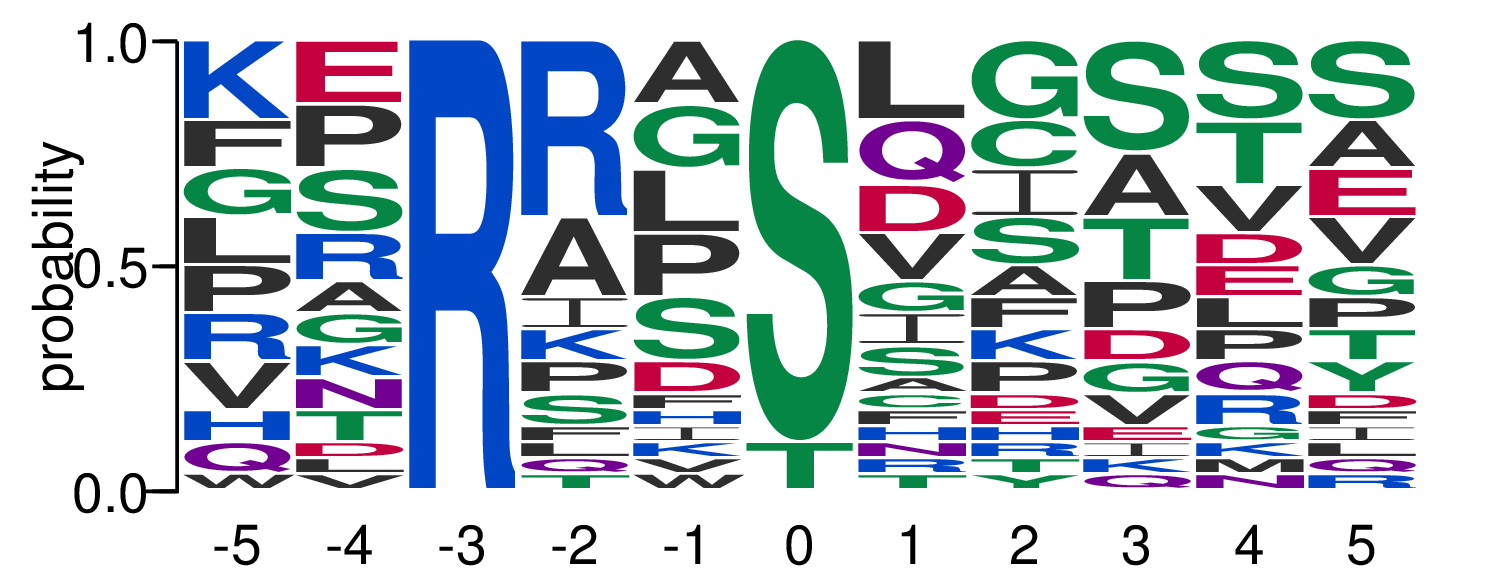 probability
1.0
0.5
0.0
K F G L P R V H Q W
E P S R A G K N T D L V
R
R A I K P S F L Q T
A G L P S D F H I K V W
S T
L Q D V G I S A C F H N R T
G C I S A F K P D E H R T Y
S A T P D G V E I K Q
S T V D E L P Q R G K M N
S A E V G P T Y D F I L Q R
-5 -4 -3 -2 -1 0 1 2 3 4 5